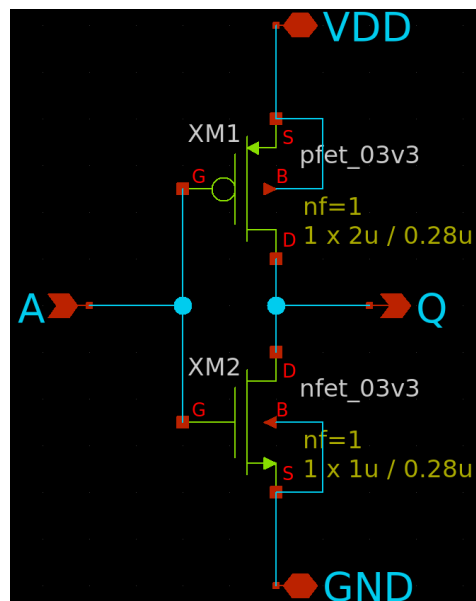 VDD
XM1
S
pfet_03v3
G
B
nf=1
1 x 2u / 0.28u
D
A
Q
XM2
D
nfet_03v3
G
B
nf=1
1 x 1u / 0.28u
S
GND